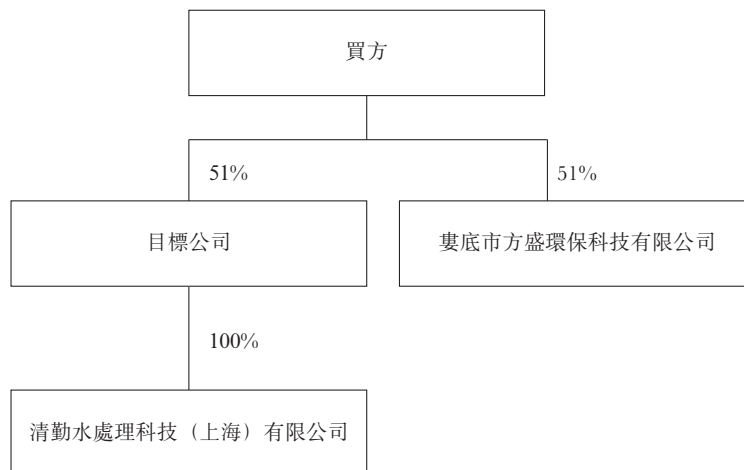 買方
51%
51%
目標公司
婁底市方盛環保科技有限公司
100%
清勤水處理科技（上海）有限公司